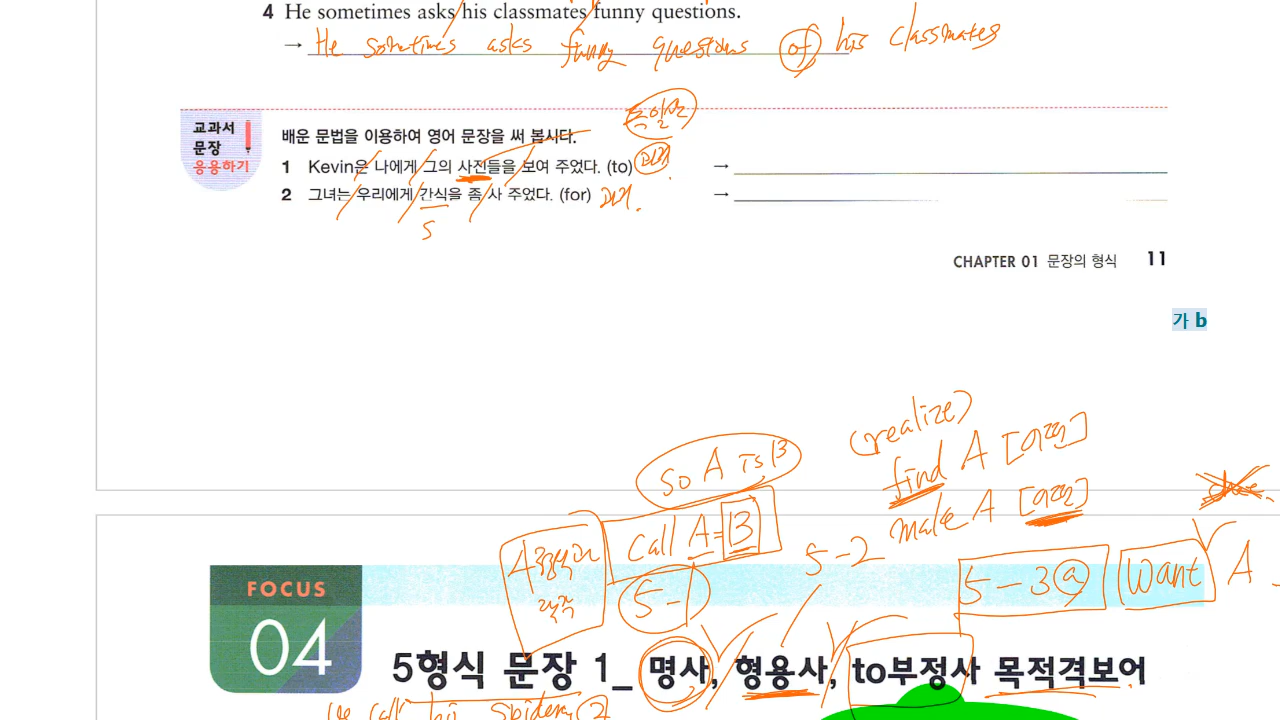 4 He sometimes asks his classmates funny questions.
→ He sometimes asks funny questions of his classmates
교과서
문장
응용하기
배운 문법을 이용하여 영어 문장을 써 봅시다.
1 Kevin은 나에게 그의 사진들을 보여 주었다. (to) 과거 →
2 그녀는 우리에게 간식을 좀 사 주었다. (for) 과거. →
S
CHAPTER 01 문장의 형식 11
가 b
(realize)
find A [어떤]
make A [어떤]
so A is B
call A = B
5-1
5-2
5-3 ⓐ want A
FOCUS
04
5형식 문장 1_ 명사, 형용사, to부정사 목적격보어